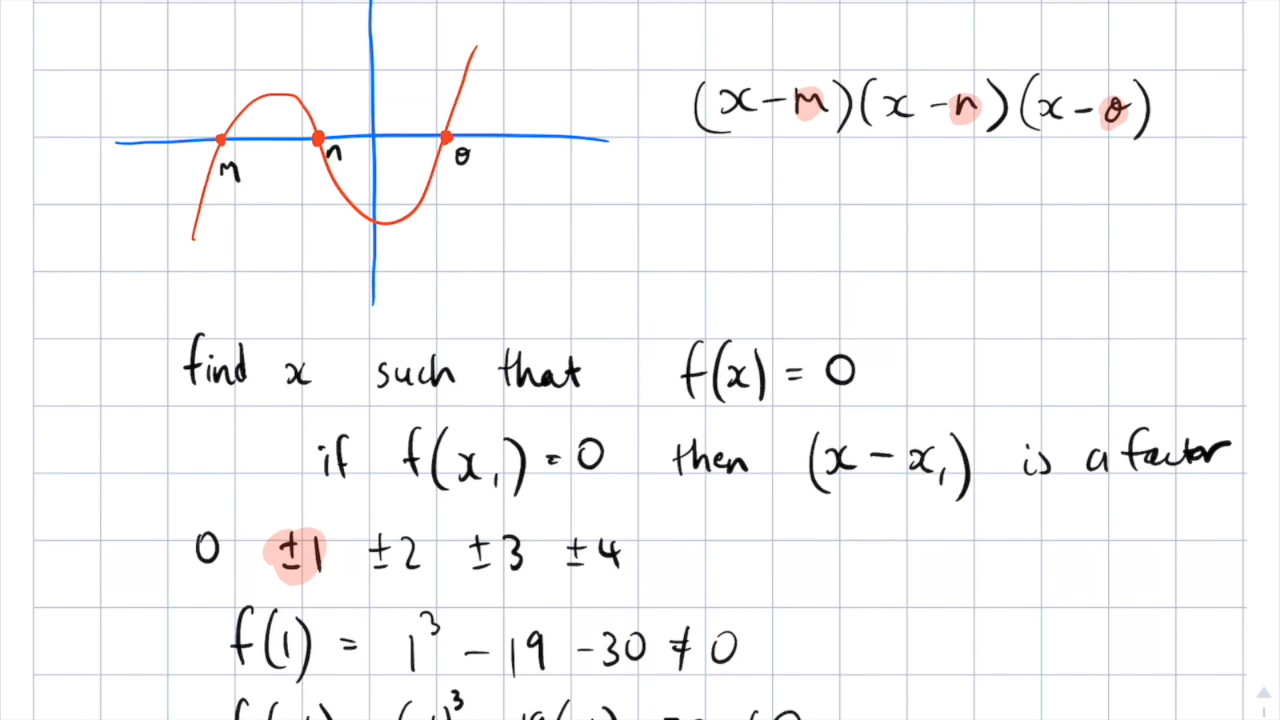 (x-m)(x-n)(x-o)
m n o
find x such that f(x) = 0
if f(x₁) = 0 then (x - x₁) is a factor
0 ±1 ±2 ±3 ±4
f(1) = 1³ - 19 - 30 ≠ 0